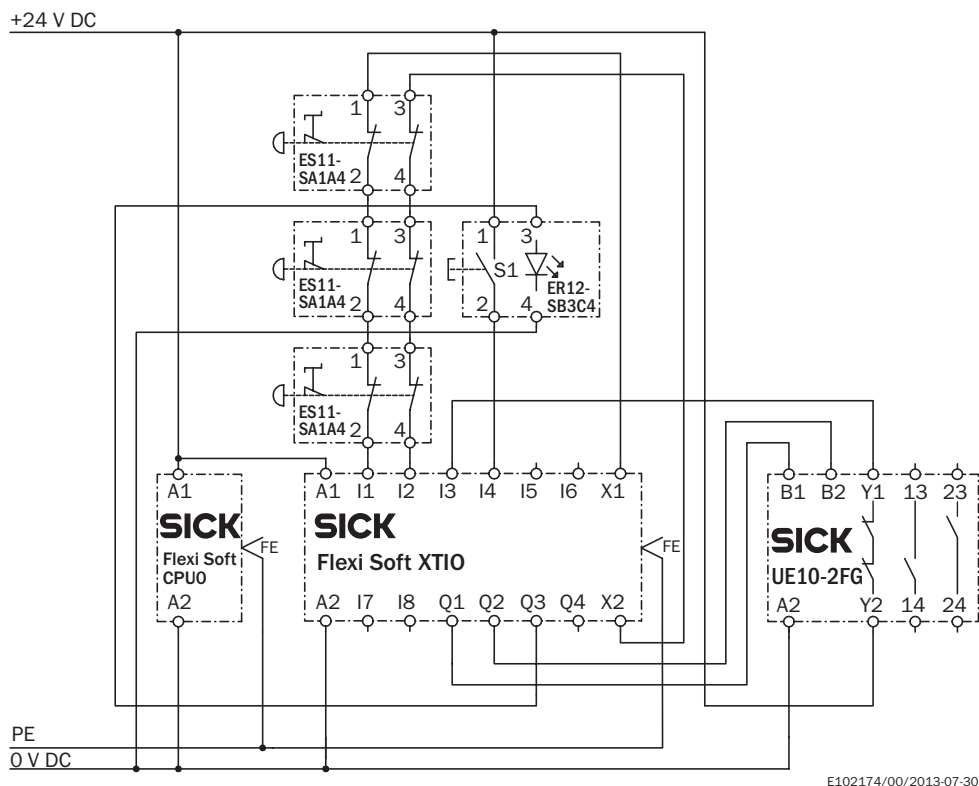 +24 V DC
1 3
ES11-
SA1A4 2 4
1 3
ES11-
SA1A4 2 4
1 3
S1
ER12-
SB3C4
2 4
1 3
ES11-
SA1A4
2 4
A1
SICK
Flexi Soft
CPU0
A2
FE
A1 I1 I2 I3 I4 I5 I6 X1
SICK
Flexi Soft XTIO
FE
A2 I7 I8 Q1 Q2 Q3 Q4 X2
B1 B2 Y1 13 23
SICK
UE10-2FG
A2 Y2 14 24
PE
0 V DC
E102174/00/2013-07-30